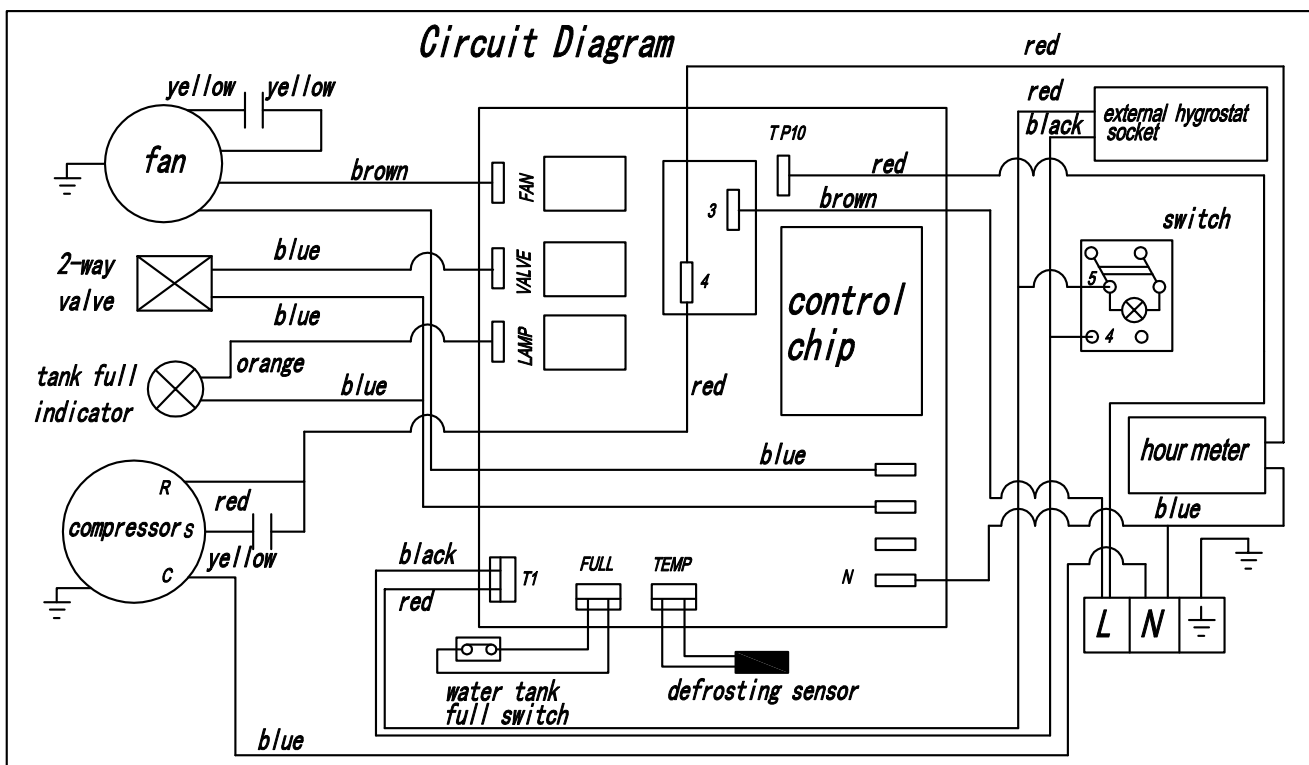 Circuit Diagram
red
yellow yellow
red
external hygrostat
socket
black
TP10
fan
red
brown
FAN
3
brown
switch
blue
2-way
valve
VALVE
4
5
control
chip
blue
LAMP
4
orange
tank full
indicator
blue
red
hour meter
blue
R
red
compressor S
blue
yellow
C
black
T1
FULL
TEMP
N
red
L N
water tank
full switch
defrosting sensor
blue